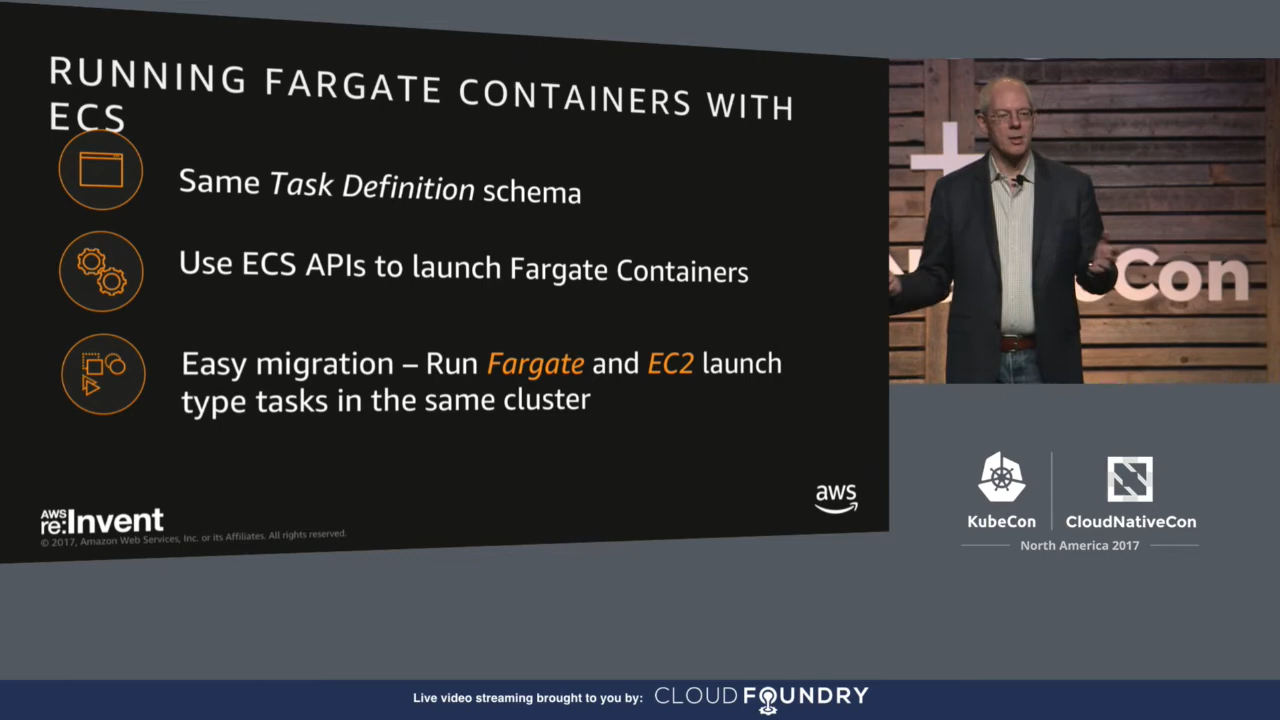 RUNNING FARGATE CONTAINERS WITH
ECS
Same Task Definition schema
Use ECS APIs to launch Fargate Containers
Easy migration – Run Fargate and EC2 launch
type tasks in the same cluster
AWS
re:Invent
© 2017, Amazon Web Services, Inc. or its Affiliates. All rights reserved.
aws
eCon
KubeCon
CloudNativeCon
North America 2017
Live video streaming brought to you by: CLOUD FOUNDRY